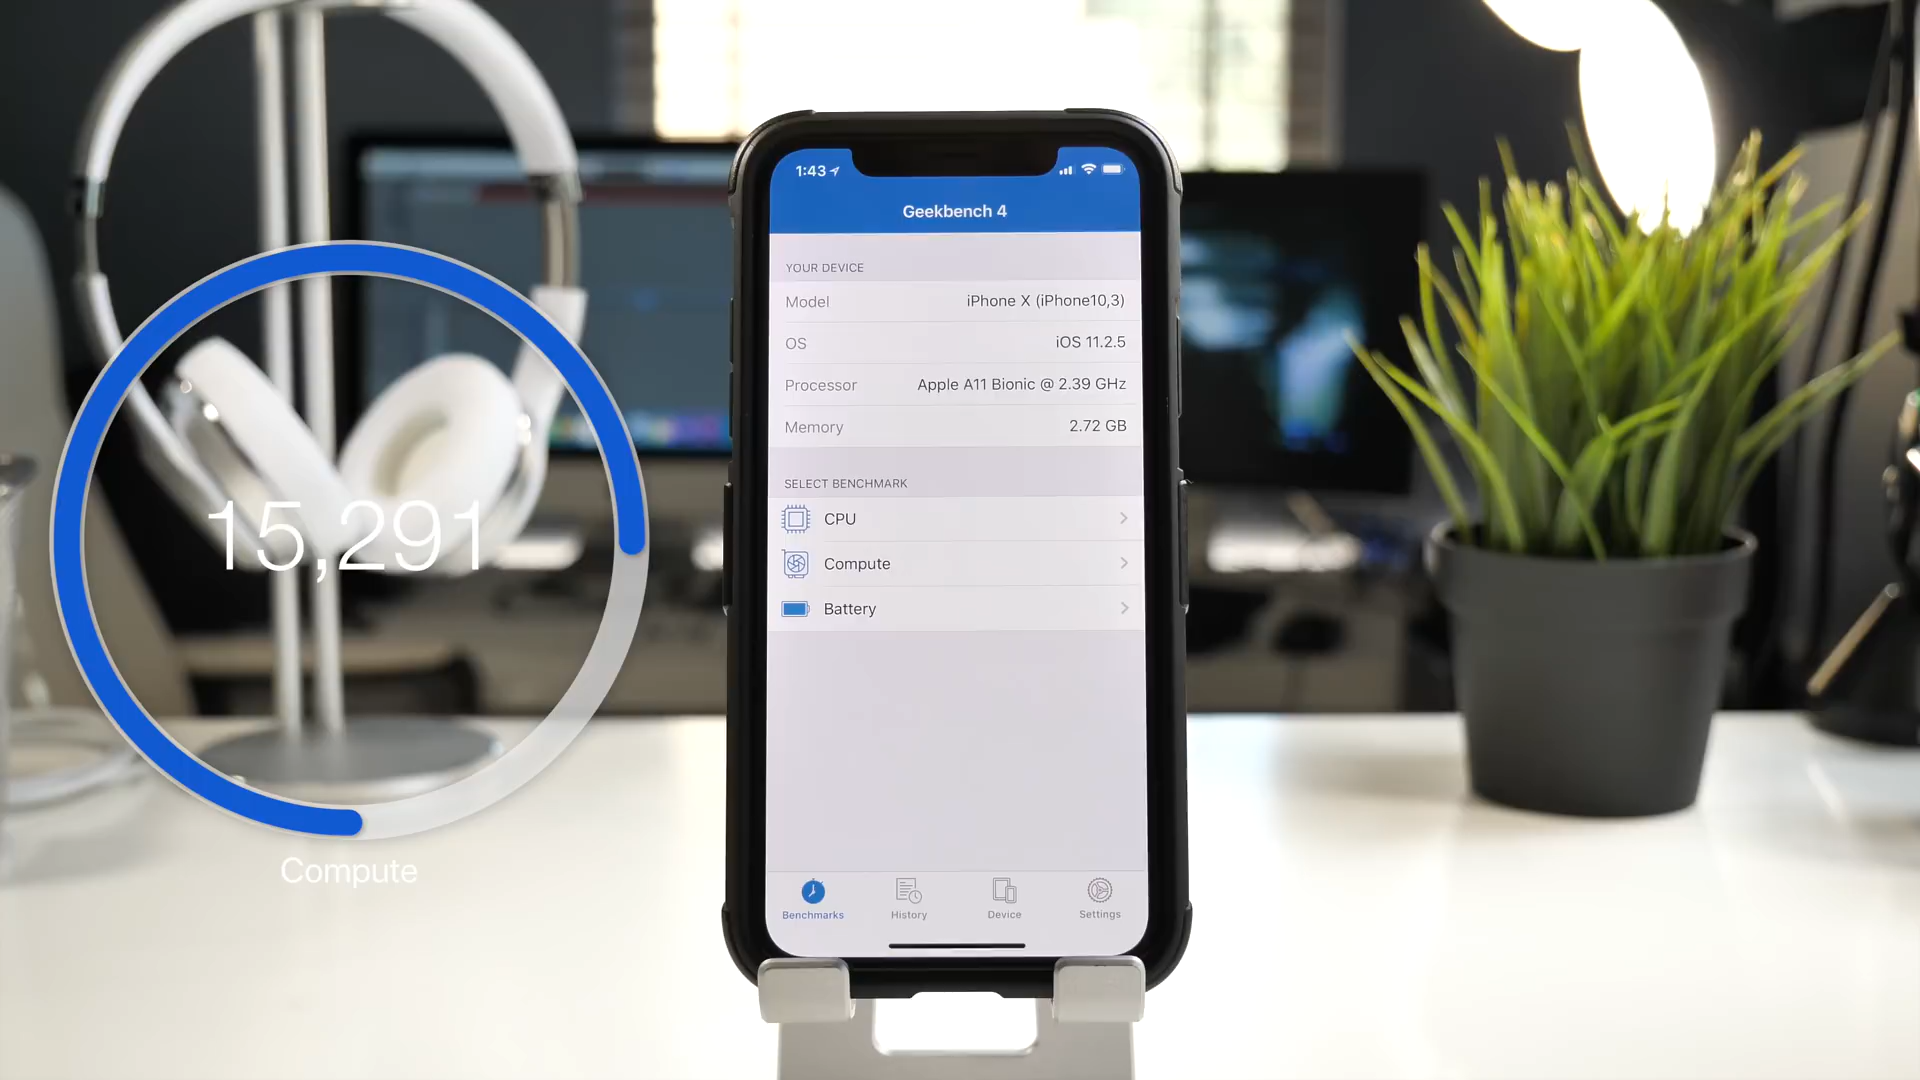 15,291
Compute
1:43
Geekbench 4
YOUR DEVICE
Model iPhone X (iPhone10,3)
OS iOS 11.2.5
Processor Apple A11 Bionic @ 2.39 GHz
Memory 2.72 GB
SELECT BENCHMARK
CPU
Compute
Battery
Benchmarks History Device Settings